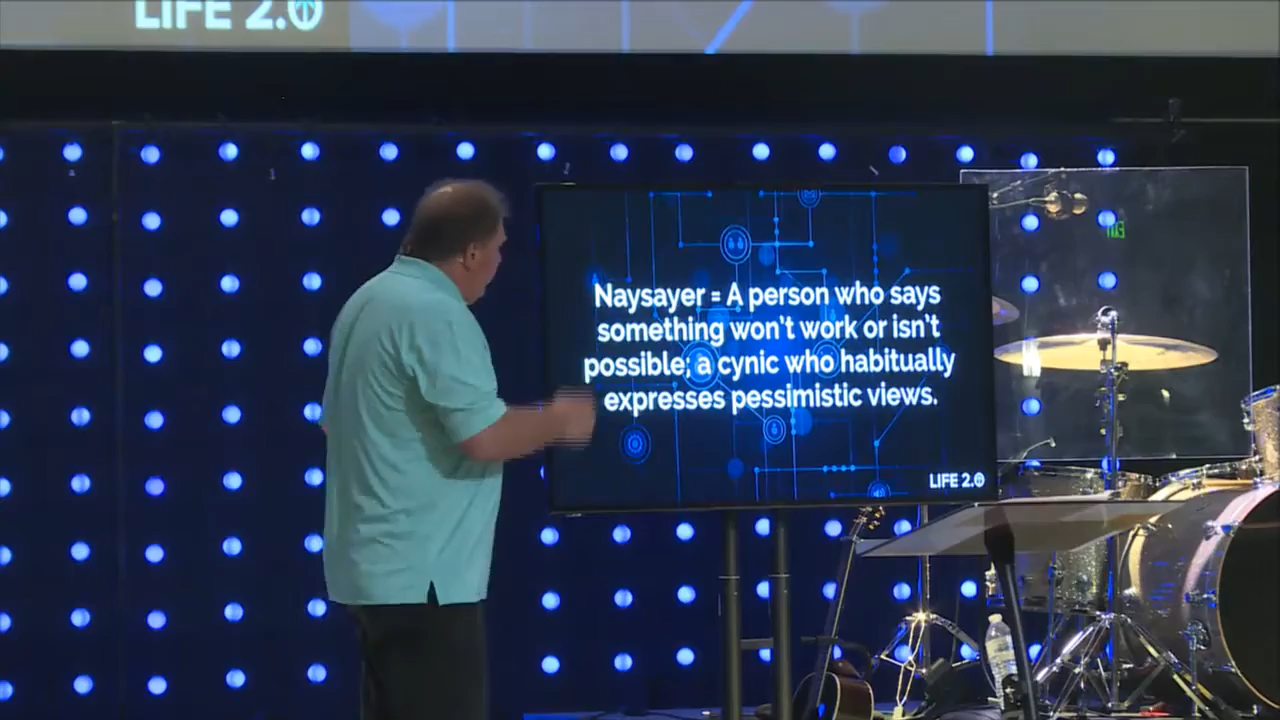 LIFE 2.0
Naysayer = A person who says
something won't work or isn't
possible; a cynic who habitually
expresses pessimistic views.
LIFE 2.0